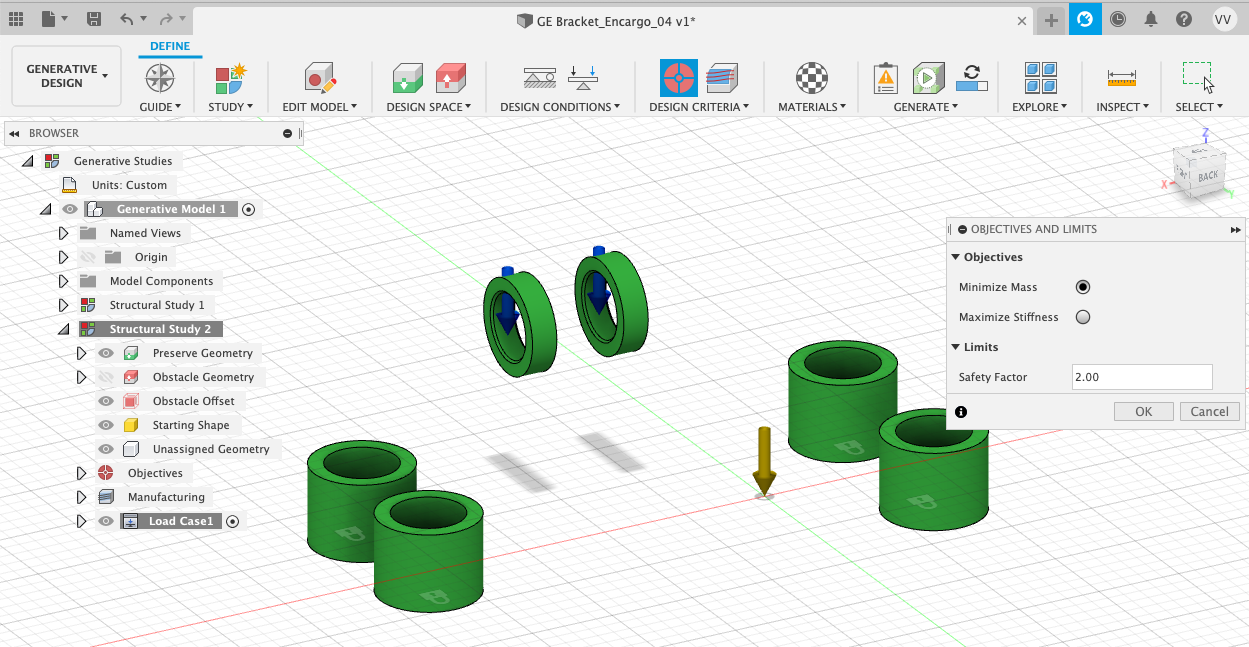 GE Bracket_Encargo_04 v1*
VV
GENERATIVE DESIGN
DEFINE
GUIDE
STUDY
EDIT MODEL
DESIGN SPACE
DESIGN CONDITIONS
DESIGN CRITERIA
MATERIALS
GENERATE
EXPLORE
INSPECT
SELECT
BROWSER
Generative Studies
Units: Custom
Generative Model 1
Named Views
Origin
Model Components
Structural Study 1
Structural Study 2
Preserve Geometry
Obstacle Geometry
Obstacle Offset
Starting Shape
Unassigned Geometry
Objectives
Manufacturing
Load Case1
Z
BACK
X
Y
OBJECTIVES AND LIMITS
Objectives
Minimize Mass
Maximize Stiffness
Limits
Safety Factor
2.00
OK
Cancel